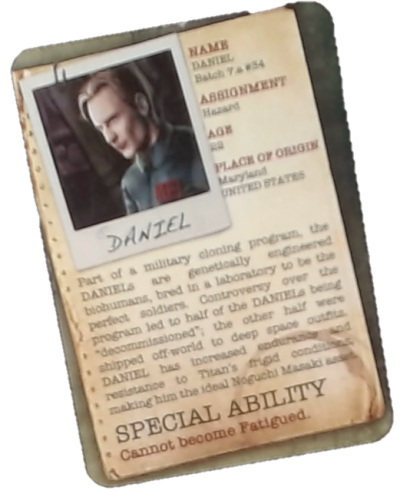 NAME
DANIEL
Batch 7.a #34
ASSIGNMENT
Hazard
AGE
22
PLACE OF ORIGIN
Maryland
UNITED STATES
DANIEL
Part of a military cloning program, the
DANIELs are genetically engineered
biohumans, bred in a laboratory to be the
perfect soldiers. Controversy over the
program led to half of the DANIELs being
"decommissioned"; the other half were
shipped off-world to deep space outfits.
DANIEL has increased endurance and
resistance to Titan's frigid conditions,
making him the ideal Noguchi Masaki asset.
SPECIAL ABILITY
Cannot become Fatigued.